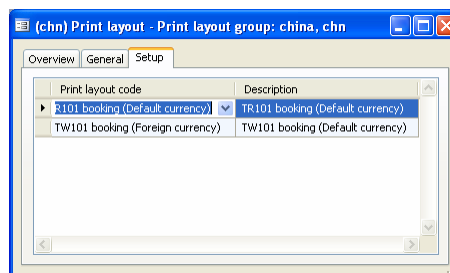 (chn) Print layout - Print layout group: china, chn
Overview General Setup
Print layout code Description
R101 booking (Default currency) TR101 booking (Default currency)
TW101 booking (Foreign currency) TW101 booking (Default currency)